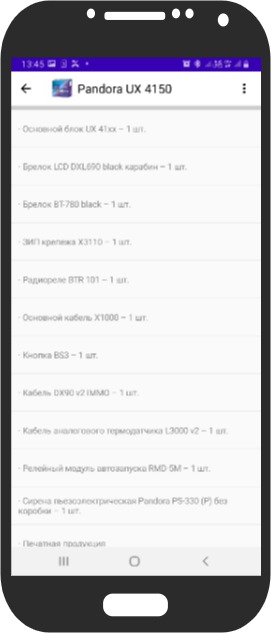 13:45
Pandora UX 4150
· Основной блок UX 41xx – 1 шт.
· Брелок LCD DXL690 black карабин – 1 шт.
· Брелок BT-780 black – 1 шт.
· ЗИП крепежа X3110 – 1 шт.
· Радиореле BTR 101 – 1 шт.
· Основной кабель X1000 – 1 шт.
· Кнопка BS3 – 1 шт.
· Кабель DX90 v2 IMMO – 1 шт.
· Кабель аналогового термодатчика L3000 v2 – 1 шт.
· Релейный модуль автозапуска RMD-5M – 1 шт.
· Сирена пьезоэлектрическая Pandora PS-330 (P) без
коробки – 1 шт.
· Печатная продукция